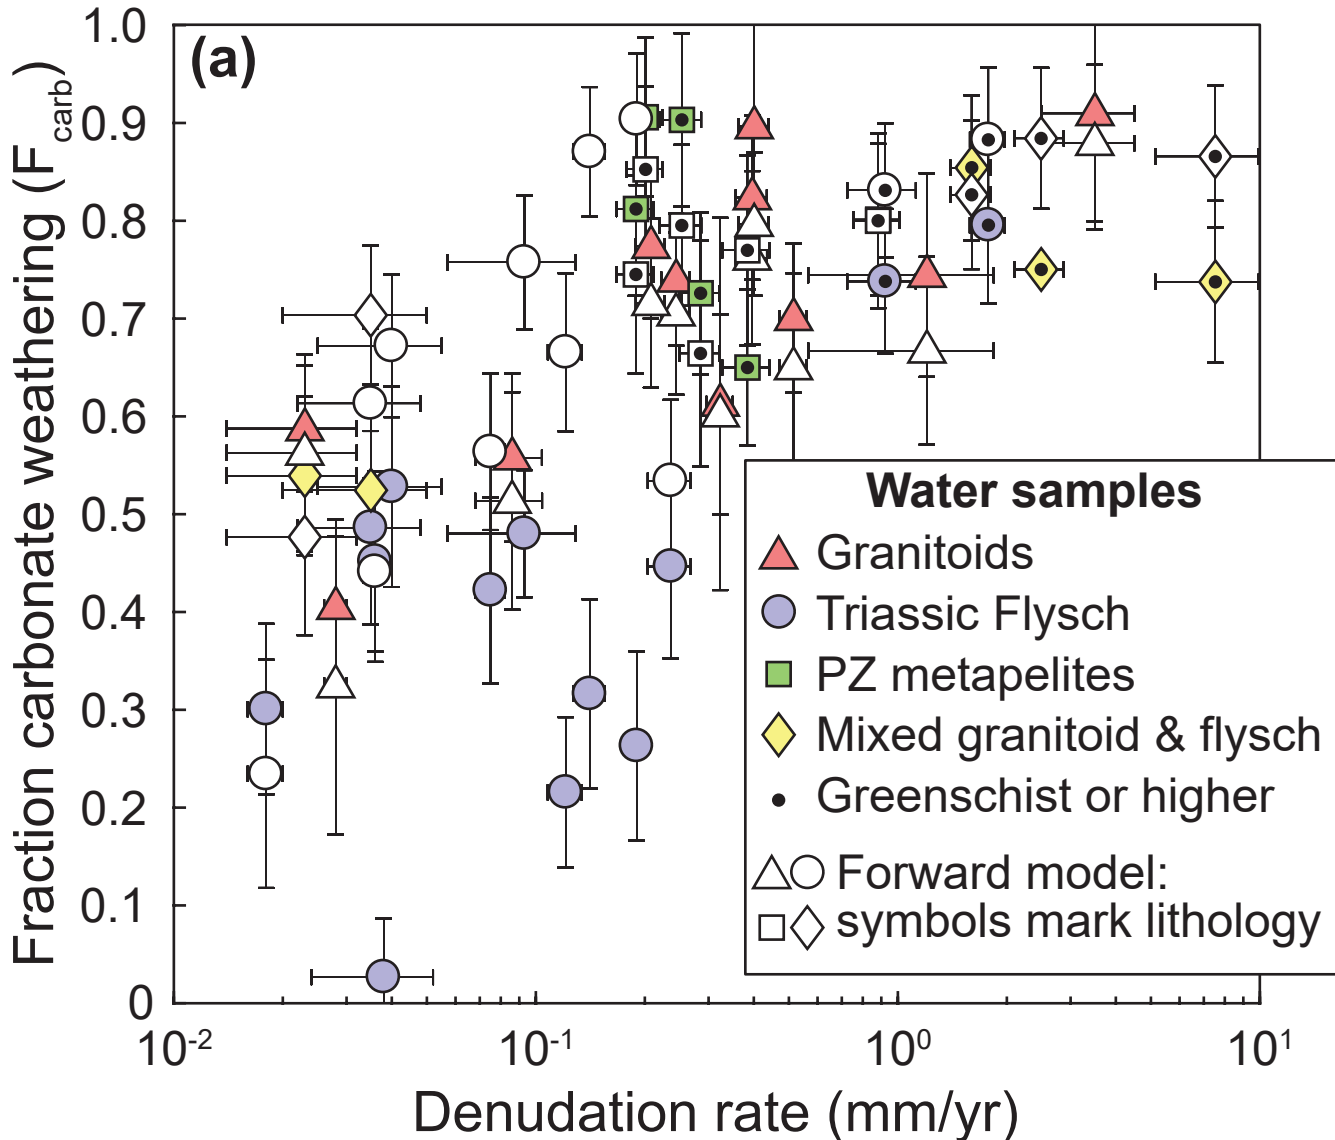 (a)
1.0
0.9
0.8
0.7
0.6
0.5
0.4
0.3
0.2
0.1
0
Fraction carbonate weathering (Fcarb)
Water samples
Granitoids
Triassic Flysch
PZ metapelites
Mixed granitoid & flysch
Greenschist or higher
Forward model:
symbols mark lithology
10-2
10-1
100
101
Denudation rate (mm/yr)